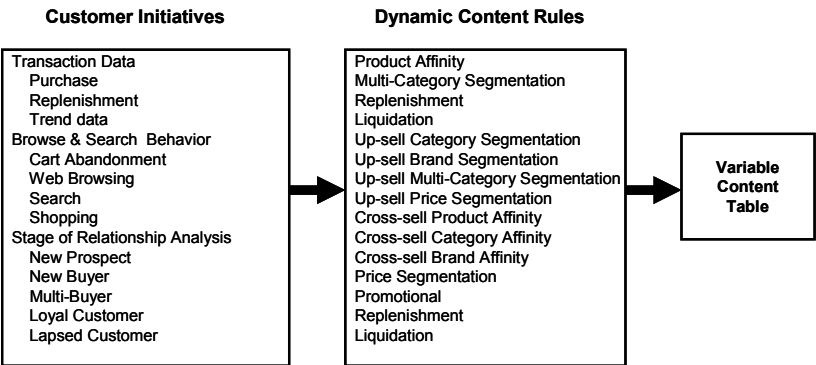 Customer Initiatives
Transaction Data
Purchase
Replenishment
Trend data
Browse & Search Behavior
Cart Abandonment
Web Browsing
Search
Shopping
Stage of Relationship Analysis
New Prospect
New Buyer
Multi-Buyer
Loyal Customer
Lapsed Customer
Dynamic Content Rules
Product Affinity
Multi-Category Segmentation
Replenishment
Liquidation
Up-sell Category Segmentation
Up-sell Brand Segmentation
Up-sell Multi-Category Segmentation
Up-sell Price Segmentation
Cross-sell Product Affinity
Cross-sell Category Affinity
Cross-sell Brand Affinity
Price Segmentation
Promotional
Replenishment
Liquidation
Variable
Content
Table